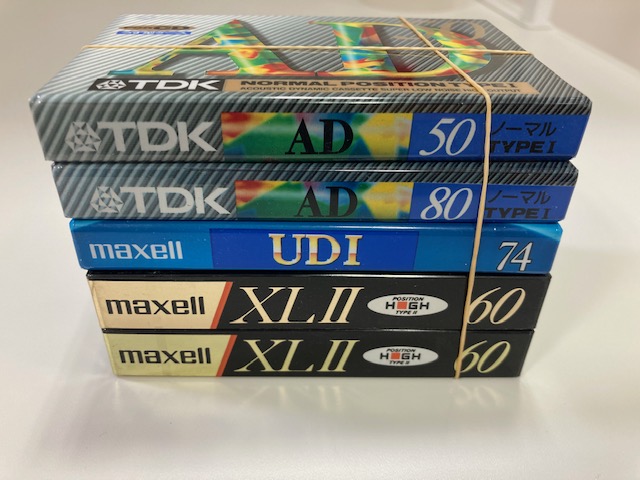 AD
TDK
NORMAL POSITION TYPE I
TDK AD 50 ノーマル
TYPE I
TDK AD 80 ノーマル
TYPE I
maxell UDI 74
maxell XLII POSITION
HIGH
TYPE II
60
maxell XLII POSITION
HIGH
TYPE II
60